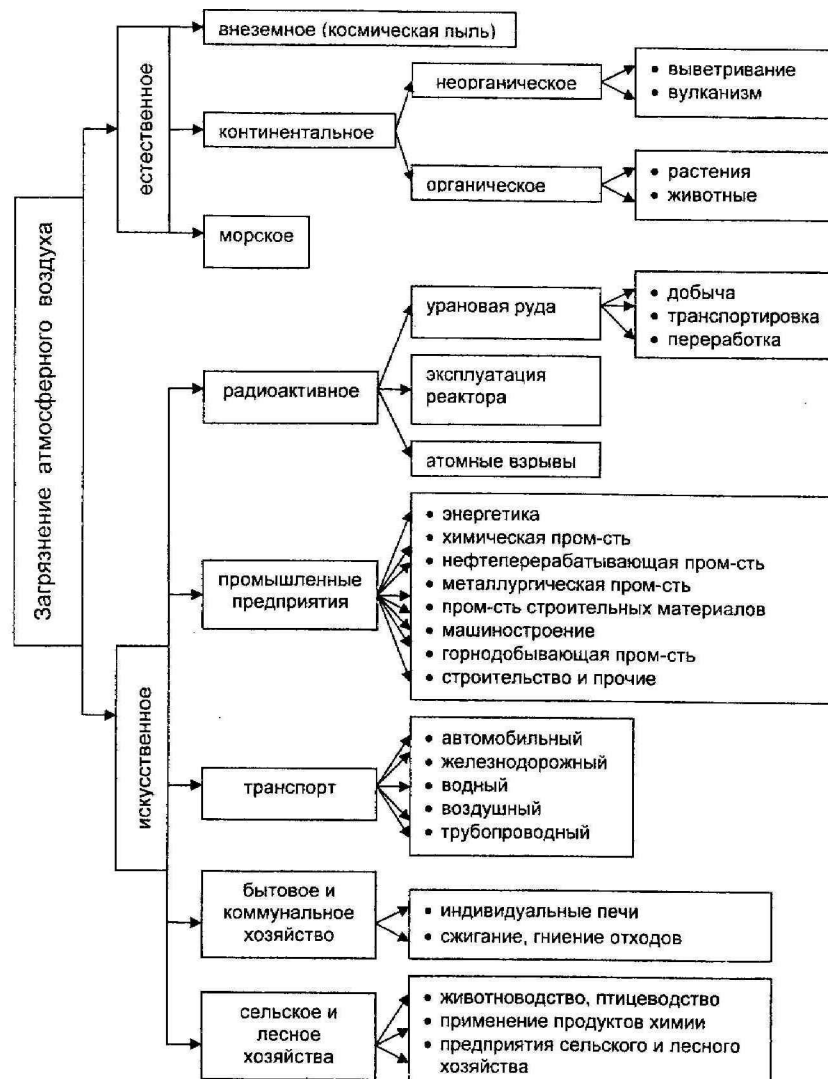 Загрязнение атмосферного воздуха
естественное
внеземное (космическая пыль)
континентальное
неорганическое
• выветривание
• вулканизм
органическое
• растения
• животные
морское
искусственное
радиоактивное
урановая руда
• добыча
• транспортировка
• переработка
эксплуатация
реактора
атомные взрывы
промышленные
предприятия
• энергетика
• химическая пром-сть
• нефтеперерабатывающая пром-сть
• металлургическая пром-сть
• пром-сть строительных материалов
• машиностроение
• горнодобывающая пром-сть
• строительство и прочие
транспорт
• автомобильный
• железнодорожный
• водный
• воздушный
• трубопроводный
бытовое и
коммунальное
хозяйство
• индивидуальные печи
• сжигание, гниение отходов
сельское и
лесное
хозяйства
• животноводство, птицеводство
• применение продуктов химии
• предприятия сельского и лесного
хозяйства